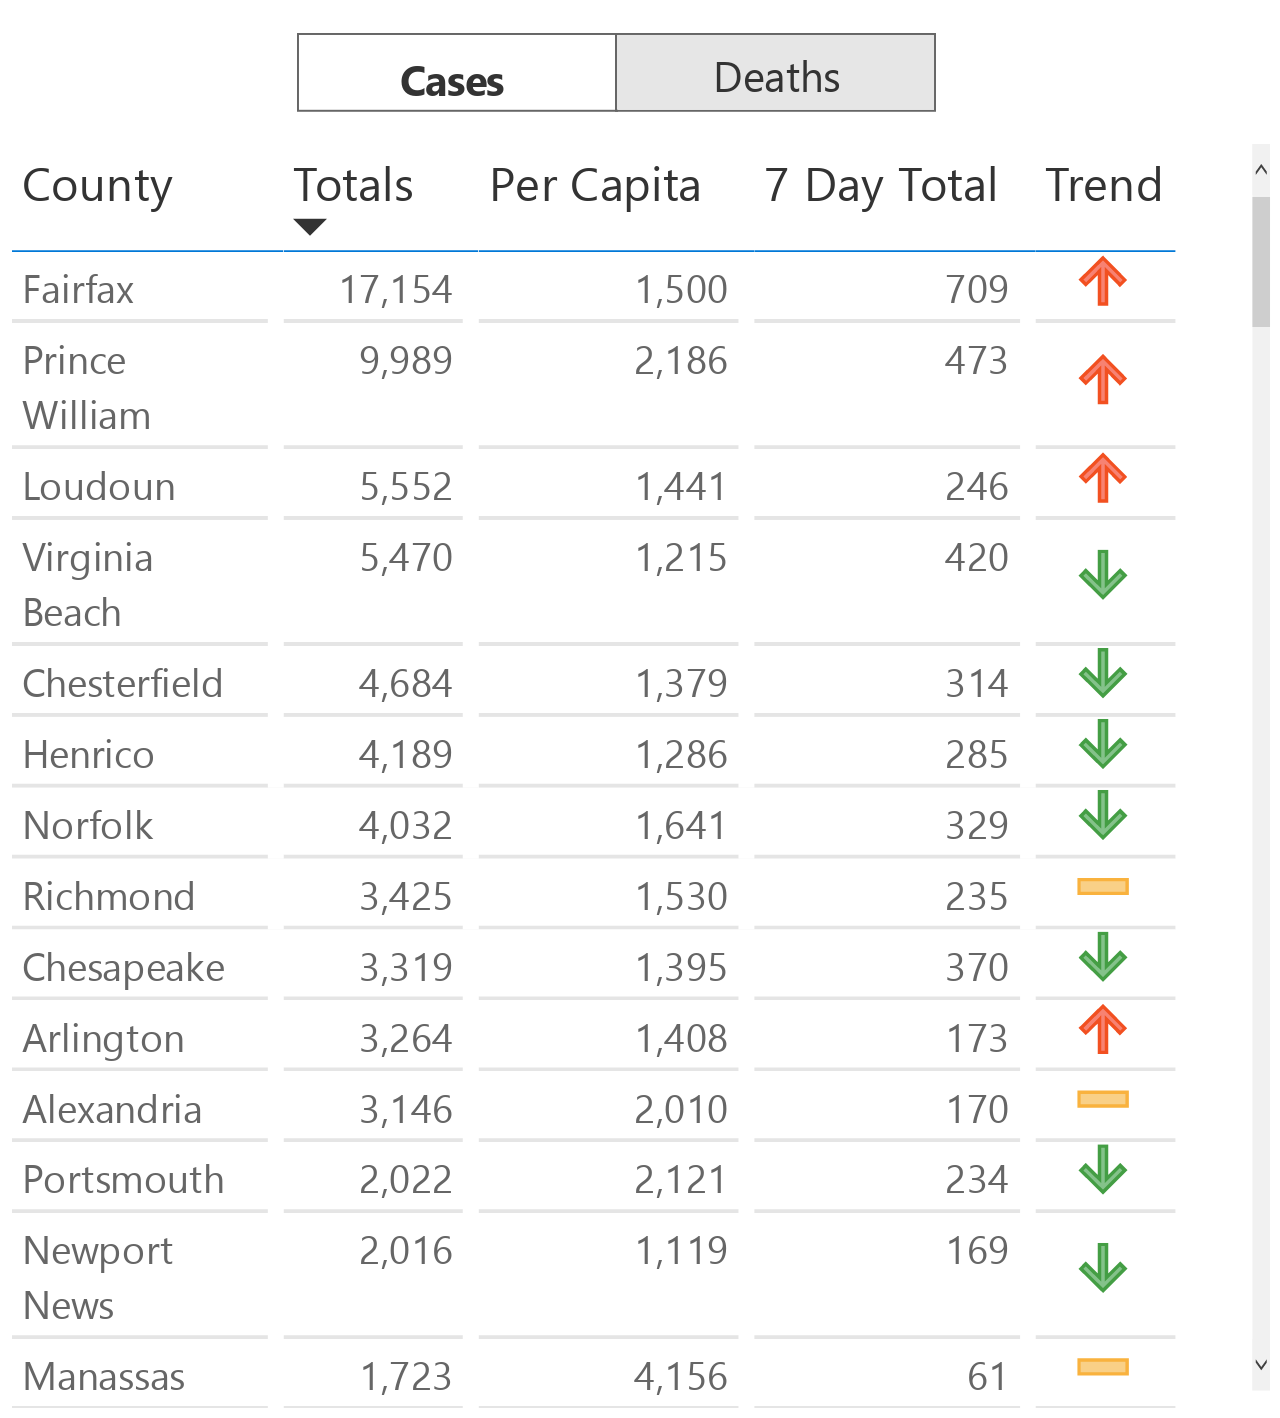 Cases Deaths
County Totals Per Capita 7 Day Total Trend
Fairfax 17,154 1,500 709
Prince 9,989 2,186 473
William
Loudoun 5,552 1,441 246
Virginia 5,470 1,215 420
Beach
Chesterfield 4,684 1,379 314
Henrico 4,189 1,286 285
Norfolk 4,032 1,641 329
Richmond 3,425 1,530 235
Chesapeake 3,319 1,395 370
Arlington 3,264 1,408 173
Alexandria 3,146 2,010 170
Portsmouth 2,022 2,121 234
Newport 2,016 1,119 169
News
Manassas 1,723 4,156 61